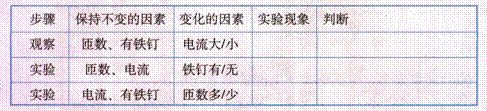 步骤 保持不变的因素 变化的因素 实验现象 判断
观察 匝数、有铁钉 电流大/小
实验 匝数、电流 铁钉有/无
实验 电流、有铁钉 匝数多/少